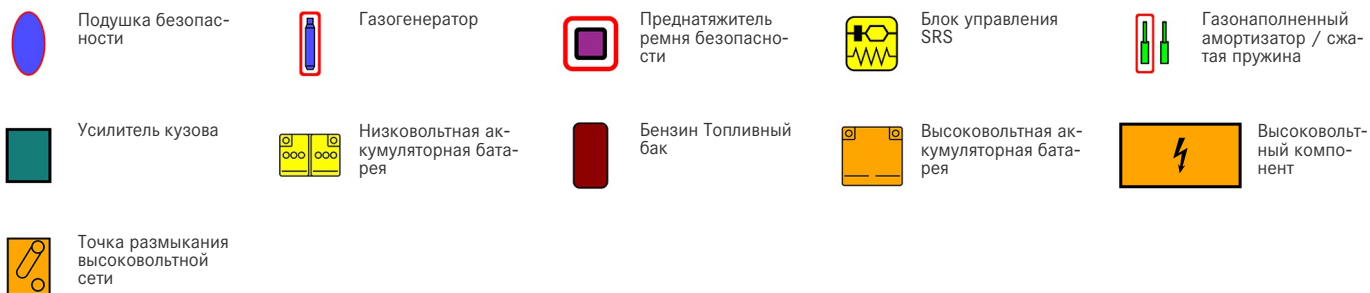 Подушка безопас-
ности
Газогенератор
Преднатяжитель
ремня безопасно-
сти
Блок управления
SRS
Газонаполненный
амортизатор / сжа-
тая пружина
Усилитель кузова
Низковольтная ак-
кумуляторная бата-
рея
Бензин Топливный
бак
Высоковольтная ак-
кумуляторная бата-
рея
Высоковольт-
ный компо-
нент
Точка размыкания
высоковольтной
сети